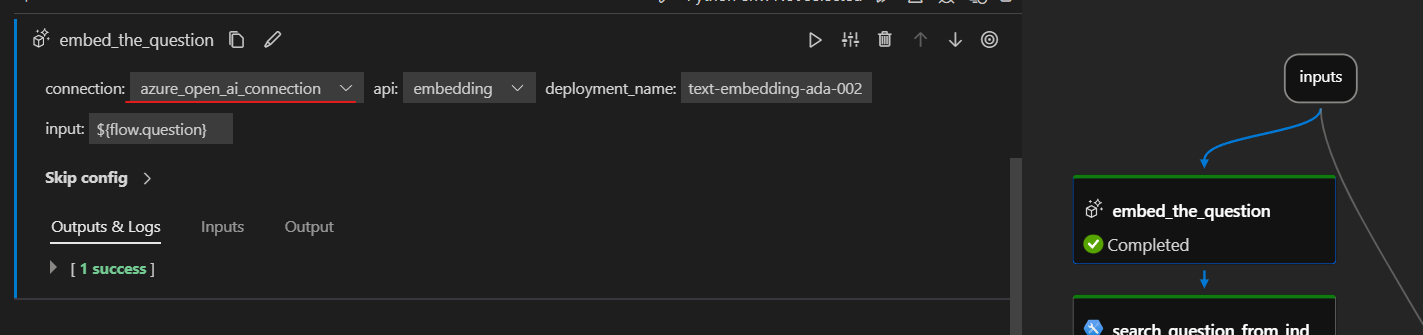 embed_the_question
connection: azure_open_ai_connection api: embedding deployment_name: text-embedding-ada-002
input: ${flow.question}
Skip config
Outputs & Logs Inputs Output
[ 1 success ]
inputs
embed_the_question
Completed
search_question_from_ind